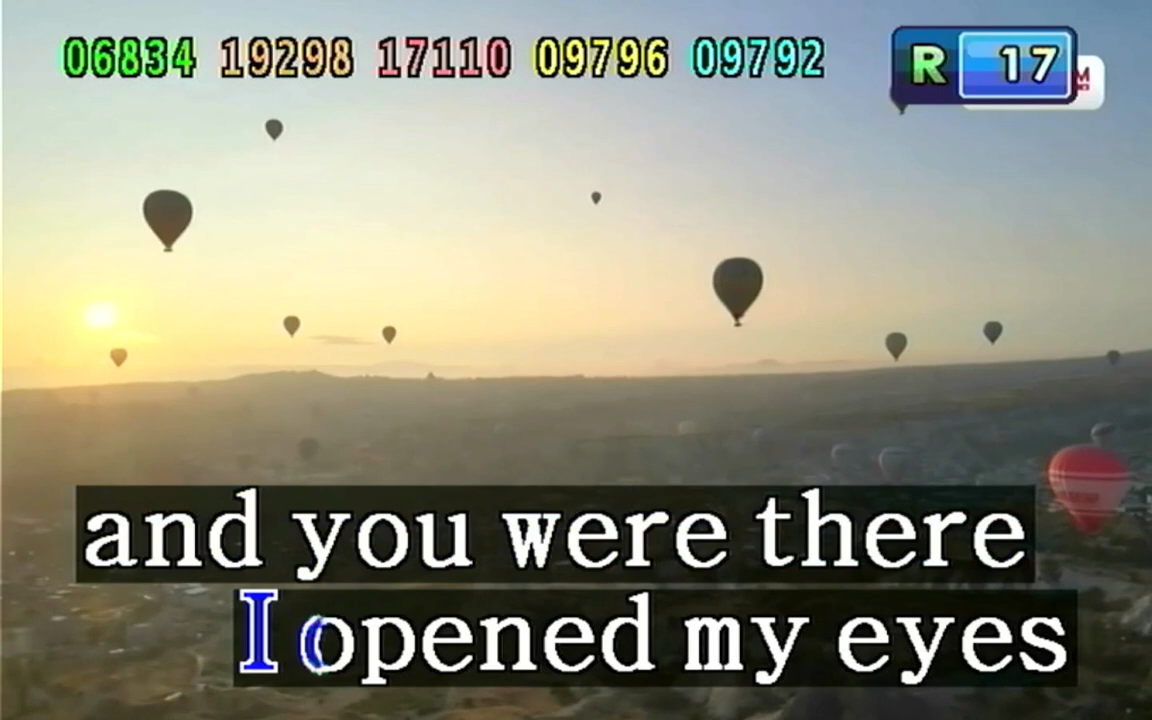 06834 19298 17110 09796 09792
R 17
M
and you were there
I opened my eyes